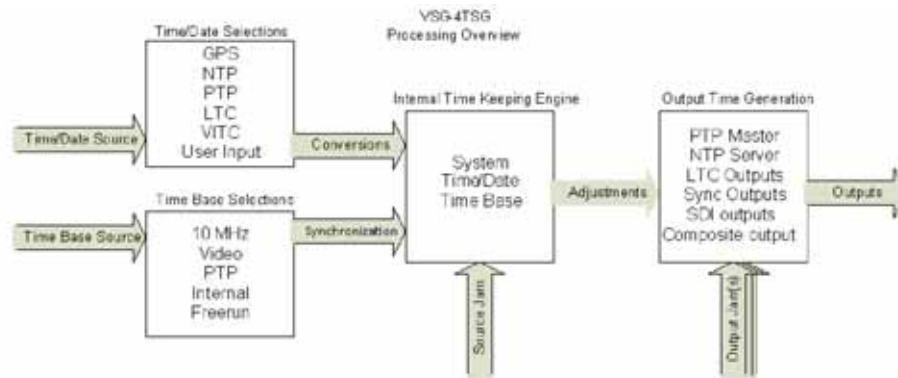 VSG-4TSG
Processing Overview
Time/Date Selections
GPS
NTP
PTP
LTC
VITC
User Input
Time/Date Source
Conversions
Time Base Selections
10 MHz
Video
PTP
Internal
Freerun
Time Base Source
Synchronization
Internal Time Keeping Engine
System
Time/Date
Time Base
Source Jam
Adjustments
Output Time Generation
PTP Master
NTP Server
LTC Outputs
Sync Outputs
SDI outputs
Composite output
Outputs
Output Jam(s)